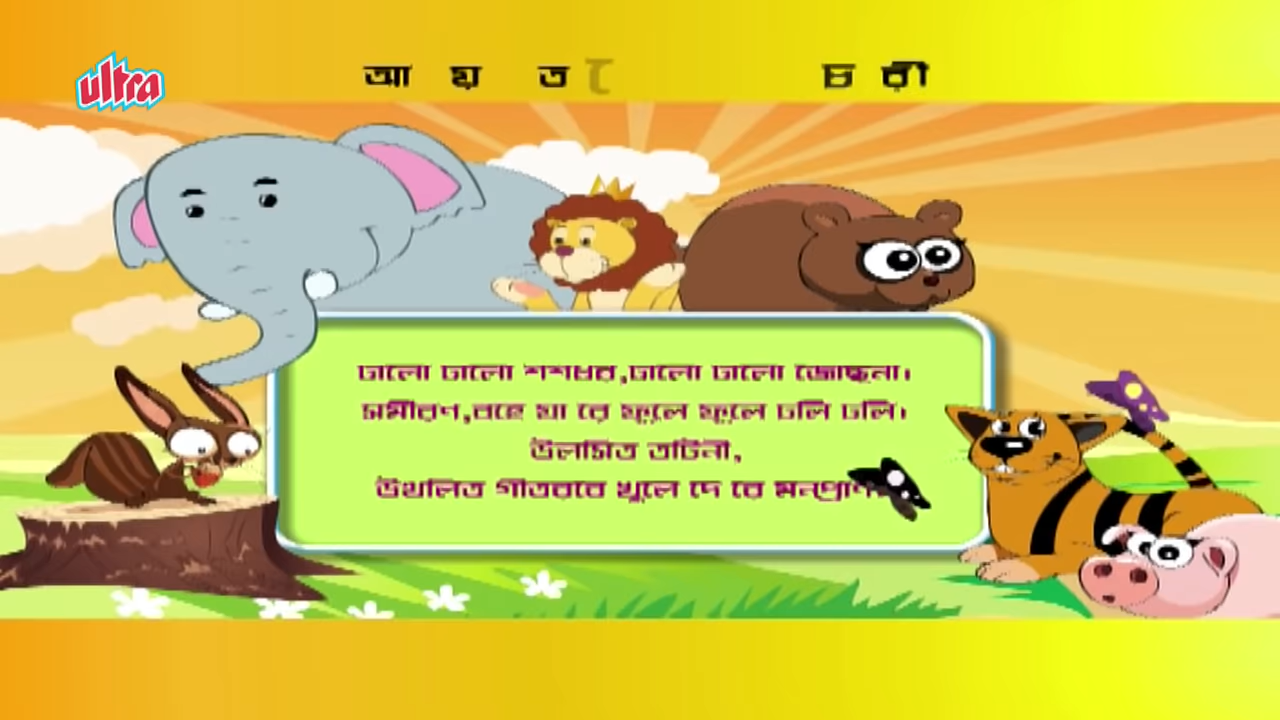 ultra
আ য় ত চ রী
ঢালো ঢালো শশধর,ঢালো ঢালো জোছনা।
সমীরণ,বহে যা রে ফুলে ফুলে ঢলি ঢলি।
উলসিত তটিনী,
উথলিত গীতরবে খুলে দে রে মনপ্রাণ